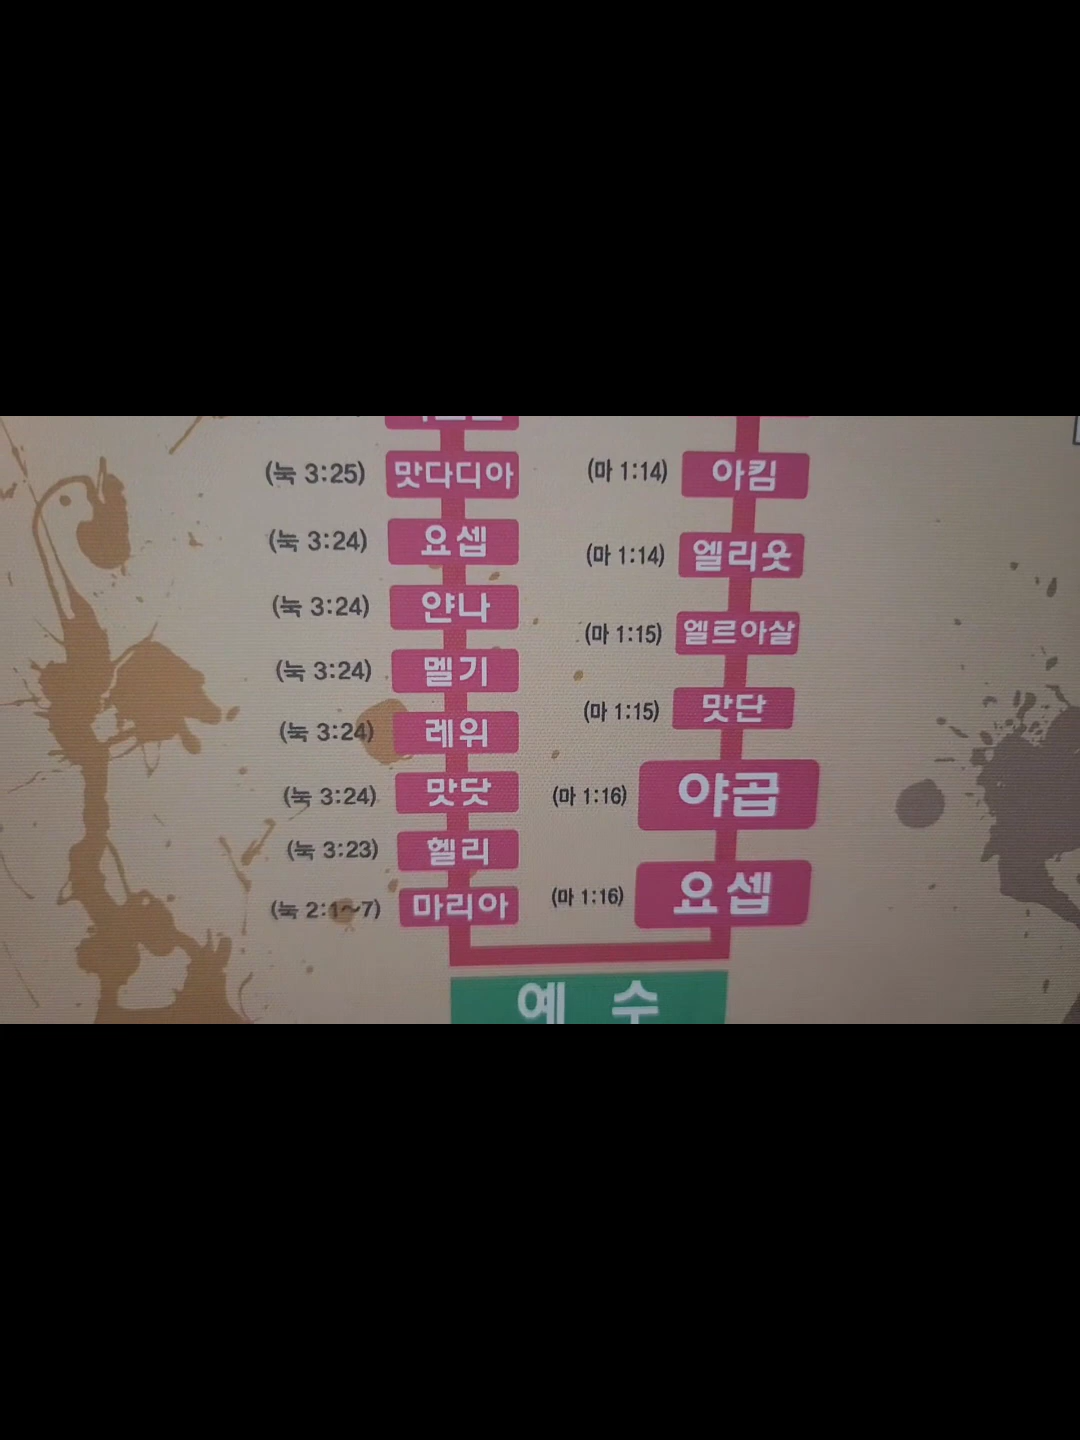 (눅 3:25) 맛다디아
(눅 3:24) 요셉
(눅 3:24) 얀나
(눅 3:24) 멜기
(눅 3:24) 레위
(눅 3:24) 맛닷
(눅 3:23) 헬리
(눅 2:1~7) 마리아
(마 1:14) 아킴
(마 1:14) 엘리웃
(마 1:15) 엘르아살
(마 1:15) 맛단
(마 1:16) 야곱
(마 1:16) 요셉
예 수